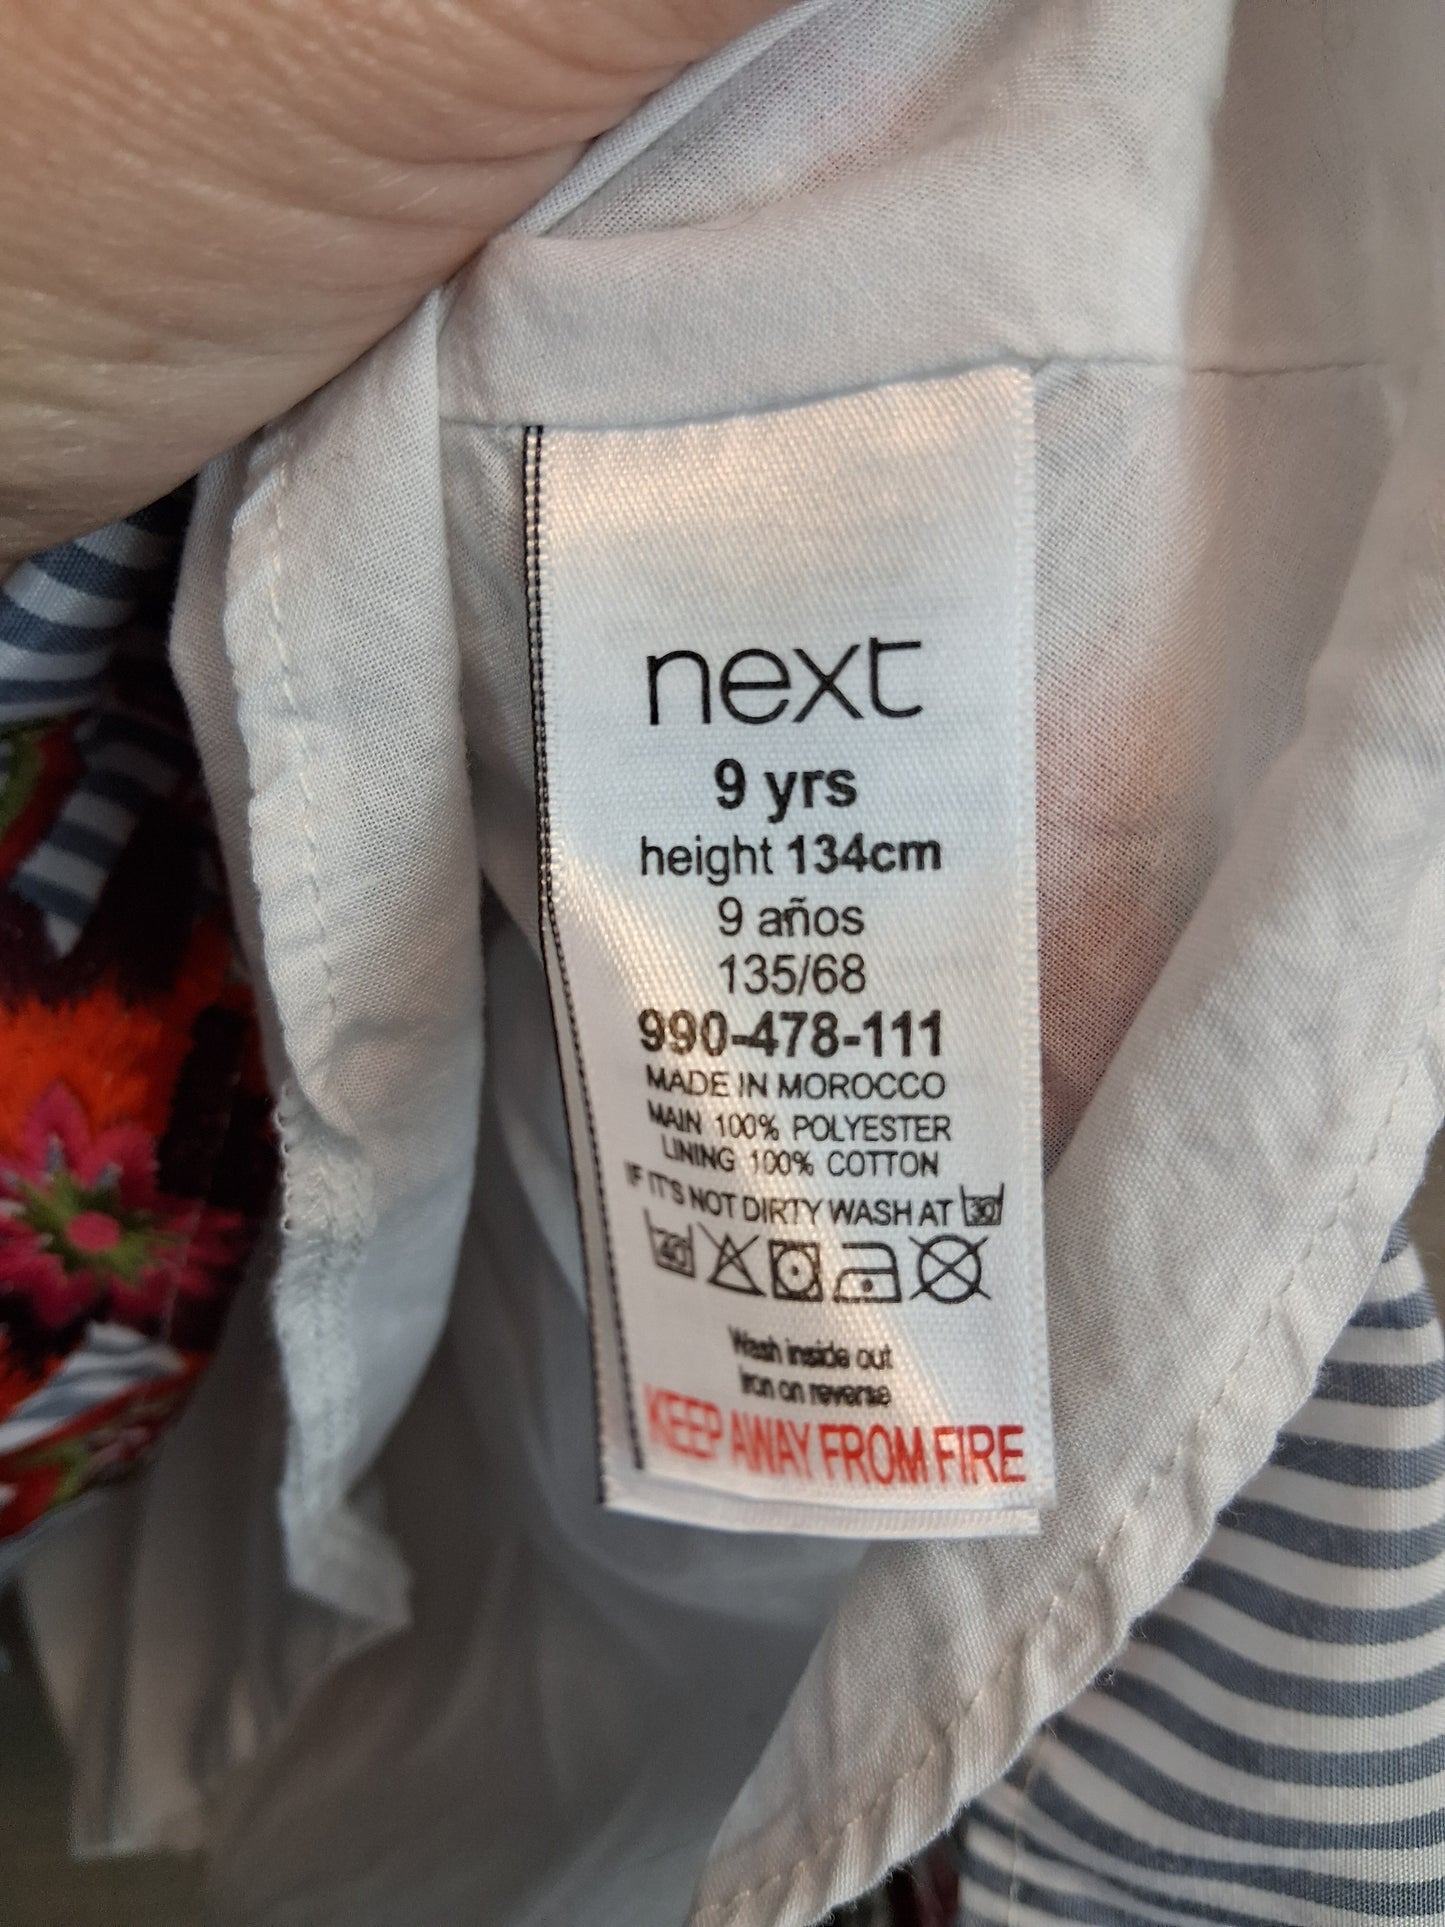 next
9 yrs
height 134cm
9 años
135/68
990-478-111
MADE IN MOROCCO
MAIN 100% POLYESTER
LINING 100% COTTON
IF IT'S NOT DIRTY WASH AT 30
40
Wash inside out
Iron on reverse
KEEP AWAY FROM FIRE